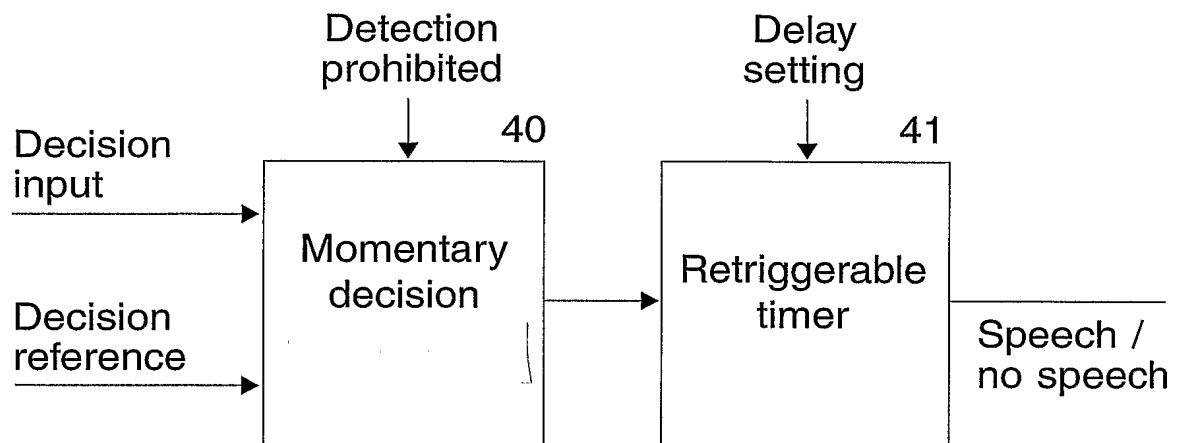 Detection
prohibited
Delay
setting
40
41
Decision
input
Momentary
decision
Retriggerable
timer
Decision
reference
Speech /
no speech